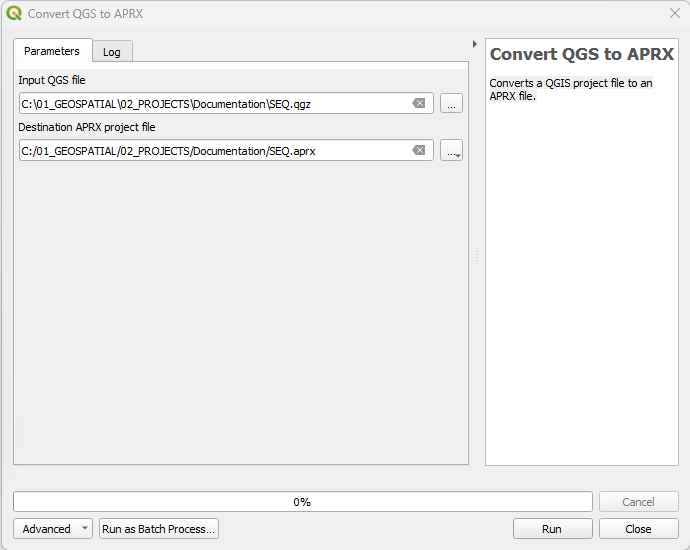 Convert QGS to APRX
Parameters
Log
Input QGS file
C:\01_GEOSPATIAL\02_PROJECTS\Documentation\SEQ.qgz
...
Destination APRX project file
C:/01_GEOSPATIAL/02_PROJECTS/Documentation/SEQ.aprx
...
Convert QGS to APRX
Converts a QGIS project file to an
APRX file.
0%
Cancel
Advanced
Run as Batch Process...
Run
Close